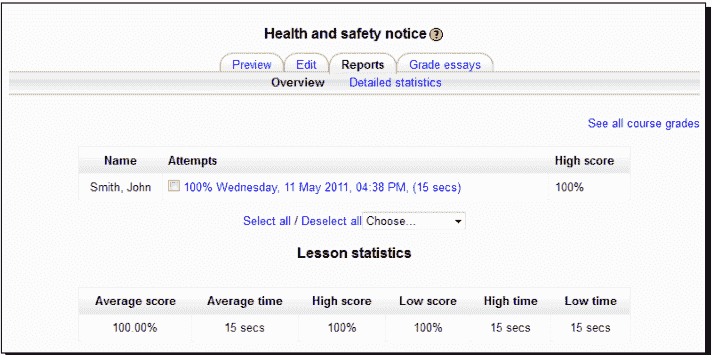 Health and safety notice ?
Preview Edit Reports Grade essays
Overview Detailed statistics
See all course grades
Name Attempts High score
Smith, John 100% Wednesday, 11 May 2011, 04:38 PM, (15 secs) 100%
Select all / Deselect all Choose...
Lesson statistics
Average score Average time High score Low score High time Low time
100.00% 15 secs 100% 100% 15 secs 15 secs